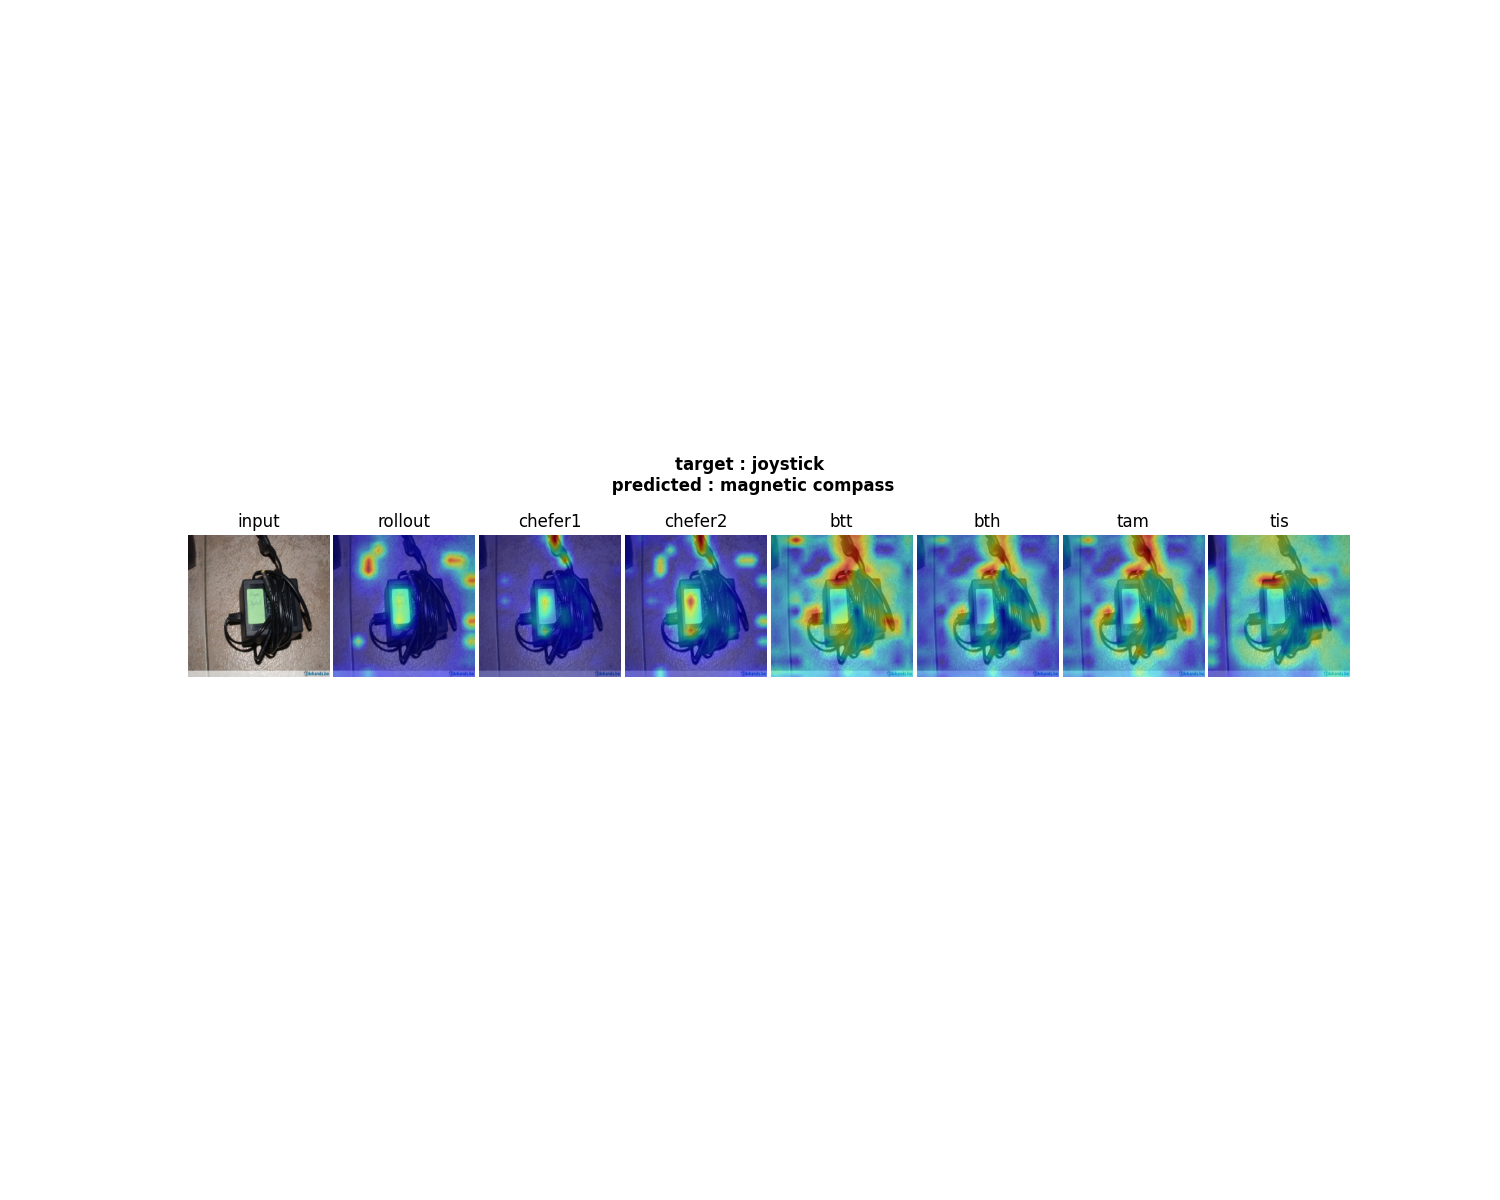 target : joystick
predicted : magnetic compass
input rollout chefer1 chefer2 btt bth tam tis